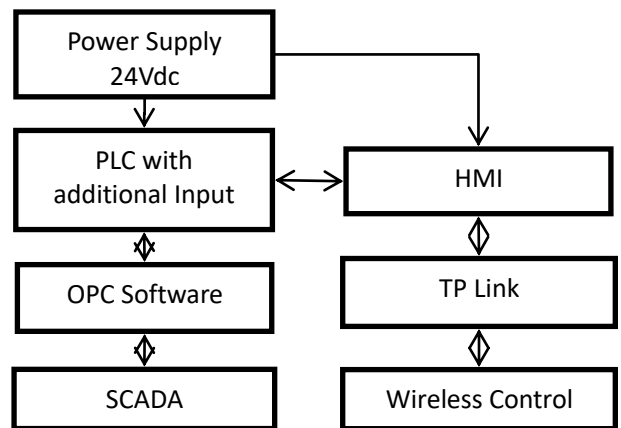 Power Supply
24Vdc
PLC with
additional Input
HMI
OPC Software
TP Link
SCADA
Wireless Control